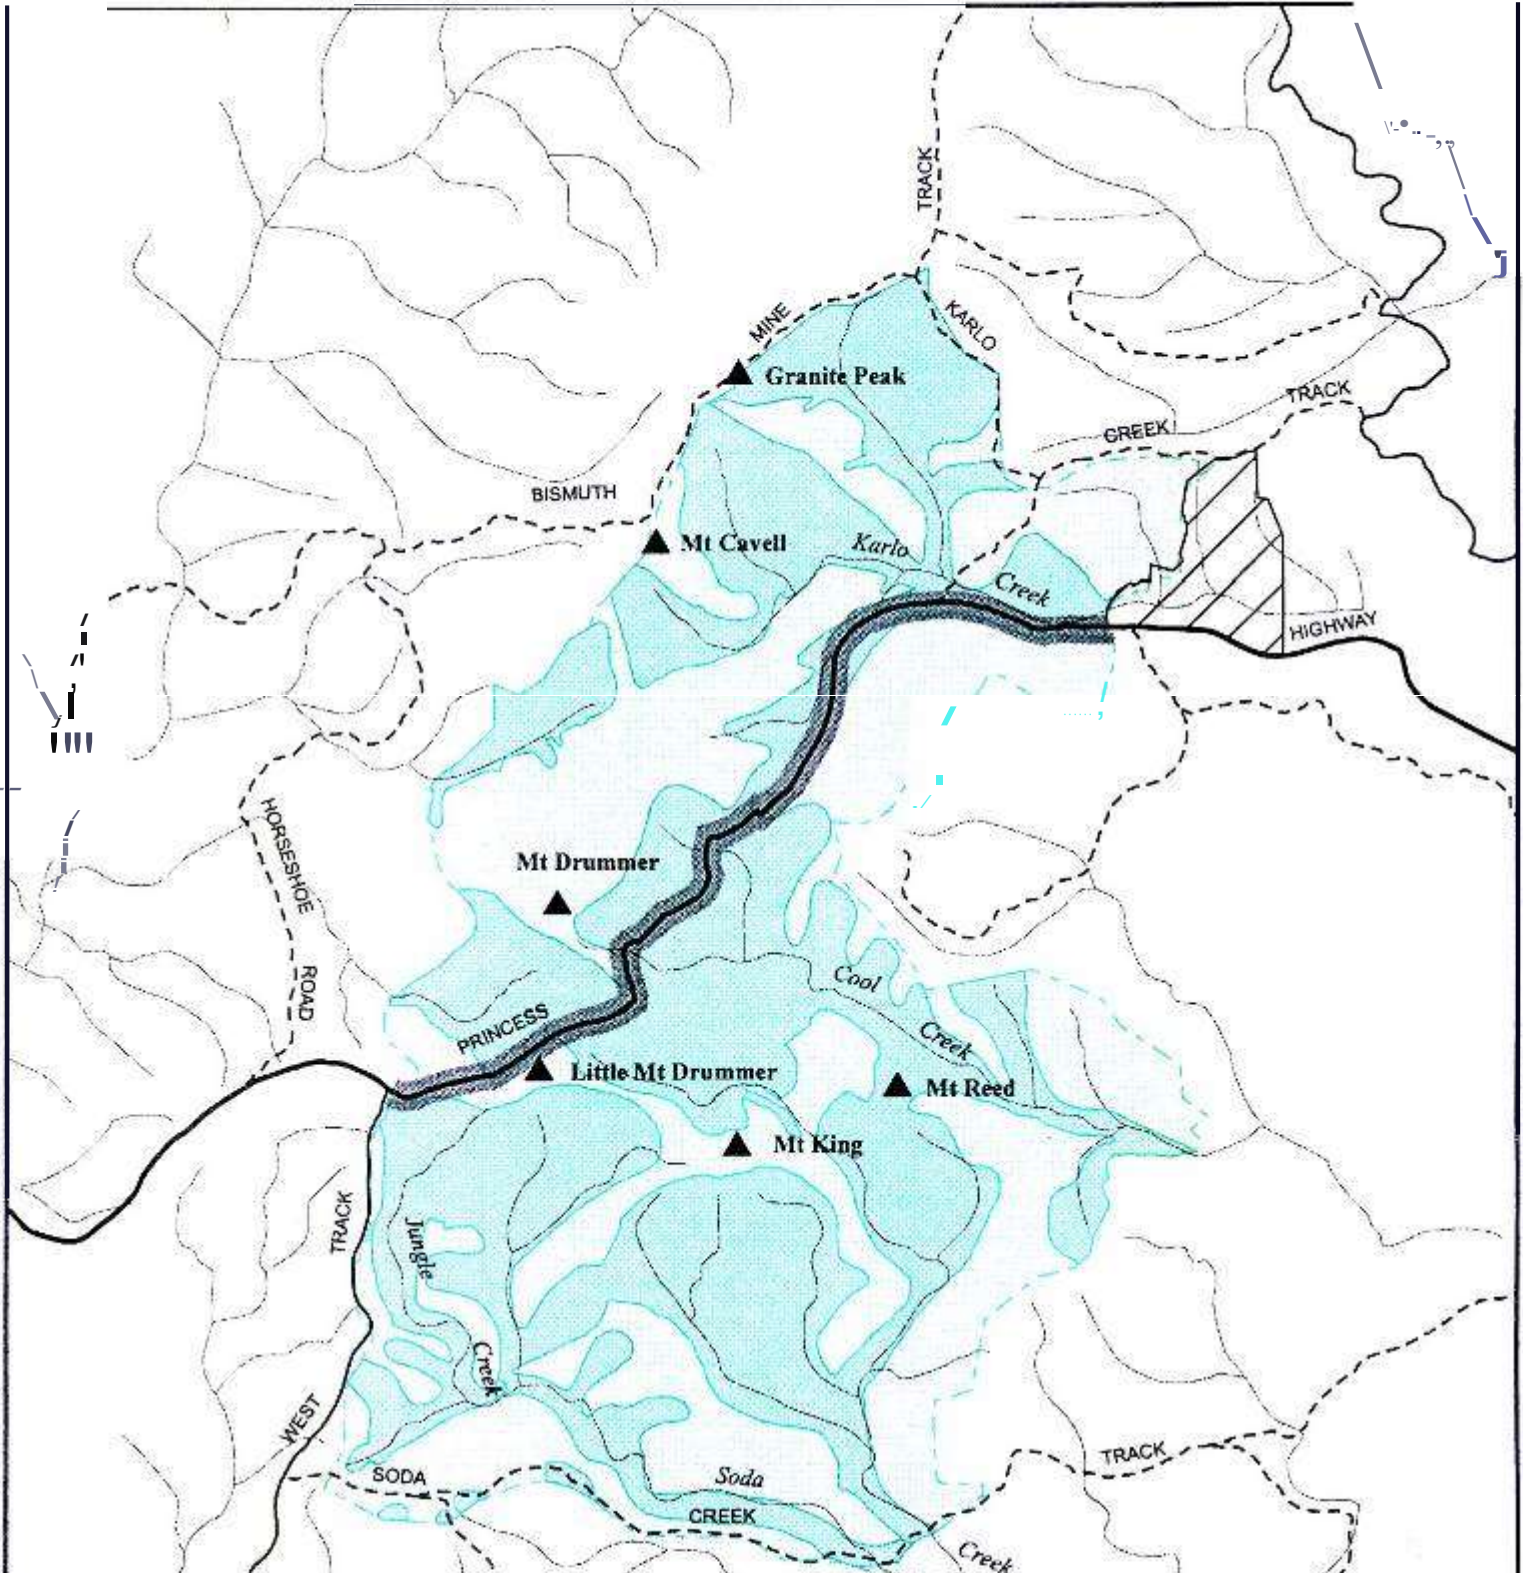 TRACK
MINE
KARLO
Granite Peak
TRACK
CREEK
BISMUTH
Mt Cavell
Karlo
Creek
HIGHWAY
HORSESHOE
Mt Drummer
ROAD
Cool
PRINCESS
Creek
Little Mt Drummer
Mt Reed
Mt King
TRACK
Jungle
Creek
WEST
TRACK
SODA
Soda
CREEK
Creek